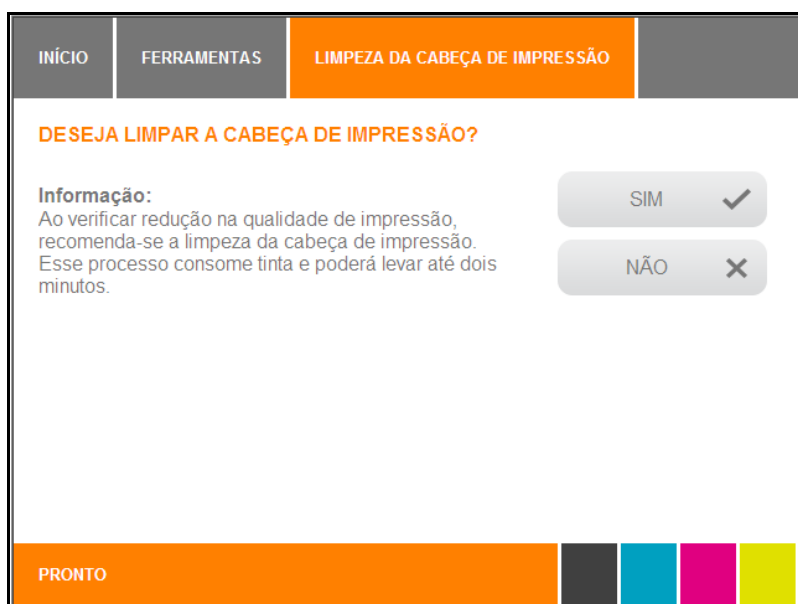 INÍCIO
FERRAMENTAS
LIMPEZA DA CABEÇA DE IMPRESSÃO
DESEJA LIMPAR A CABEÇA DE IMPRESSÃO?
Informação:
Ao verificar redução na qualidade de impressão,
recomenda-se a limpeza da cabeça de impressão.
Esse processo consome tinta e poderá levar até dois
minutos.
SIM
NÃO
PRONTO